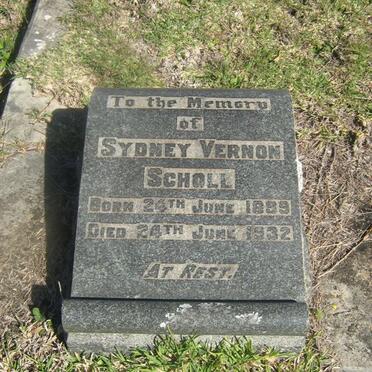 To the Memory
of
Sydney Vernon
Scholl
Born 24th June 1889
Died 24th June 1932
At Rest.